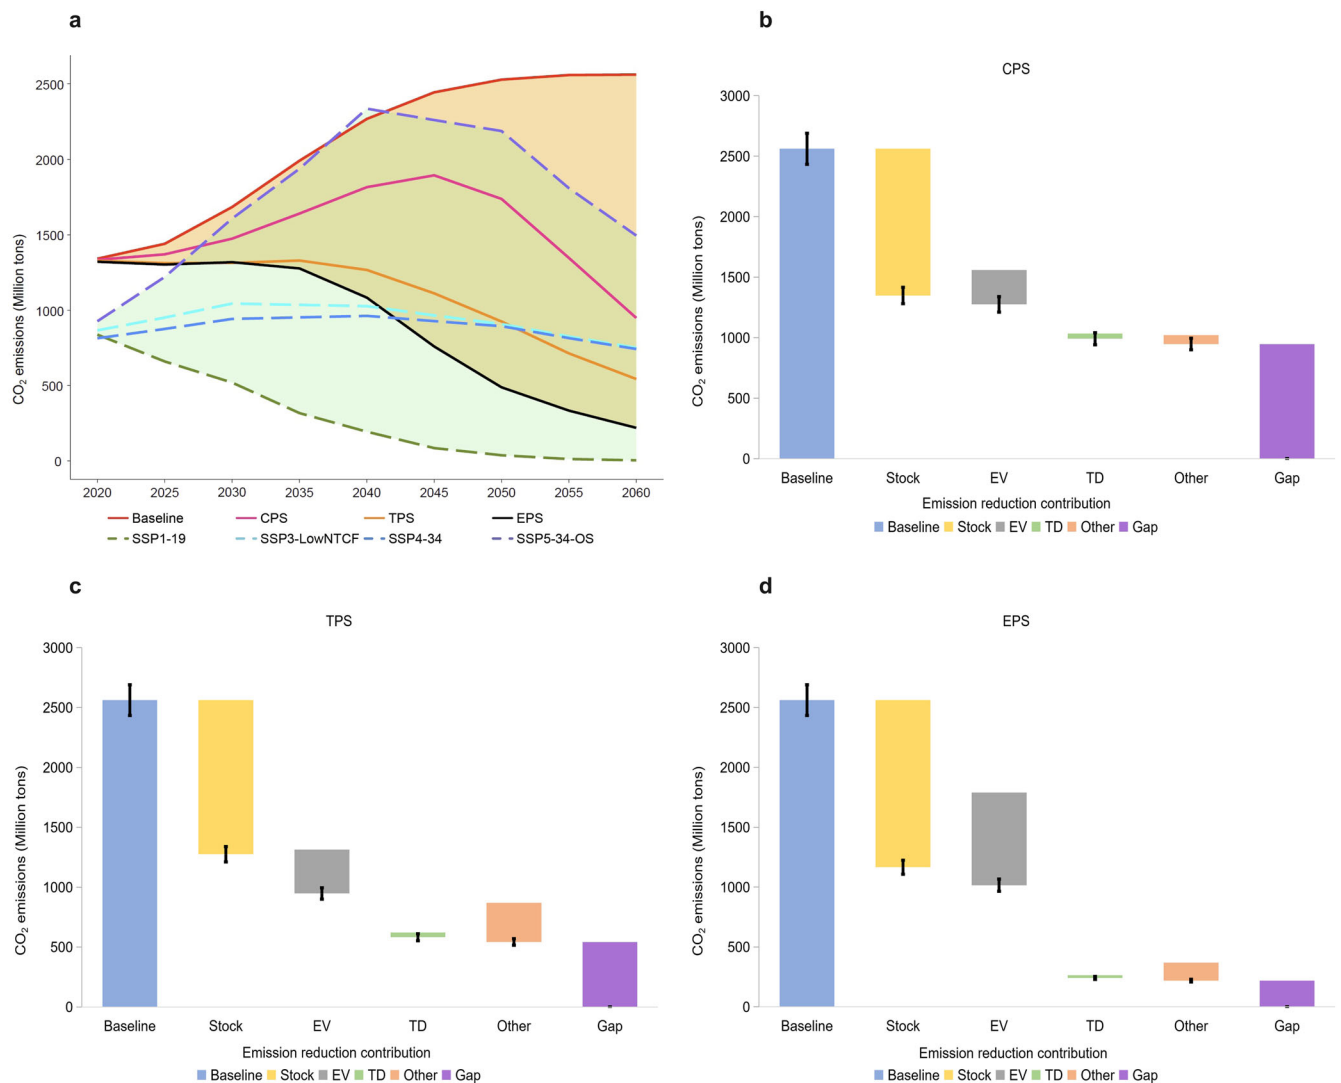 a
CO₂ emissions (Million tons)
2500
2000
1500
1000
500
0
2020 2025 2030 2035 2040 2045 2050 2055 2060
Baseline CPS TPS EPS
SSP1-19 SSP3-LowNTCF SSP4-34 SSP5-34-OS
b
CPS
CO₂ emissions (Million tons)
3000
2500
2000
1500
1000
500
0
Baseline Stock EV TD Other Gap
Emission reduction contribution
Baseline Stock EV TD Other Gap
c
TPS
CO₂ emissions (Million tons)
3000
2500
2000
1500
1000
500
0
Baseline Stock EV TD Other Gap
Emission reduction contribution
Baseline Stock EV TD Other Gap
d
EPS
CO₂ emissions (Million tons)
3000
2500
2000
1500
1000
500
0
Baseline Stock EV TD Other Gap
Emission reduction contribution
Baseline Stock EV TD Other Gap